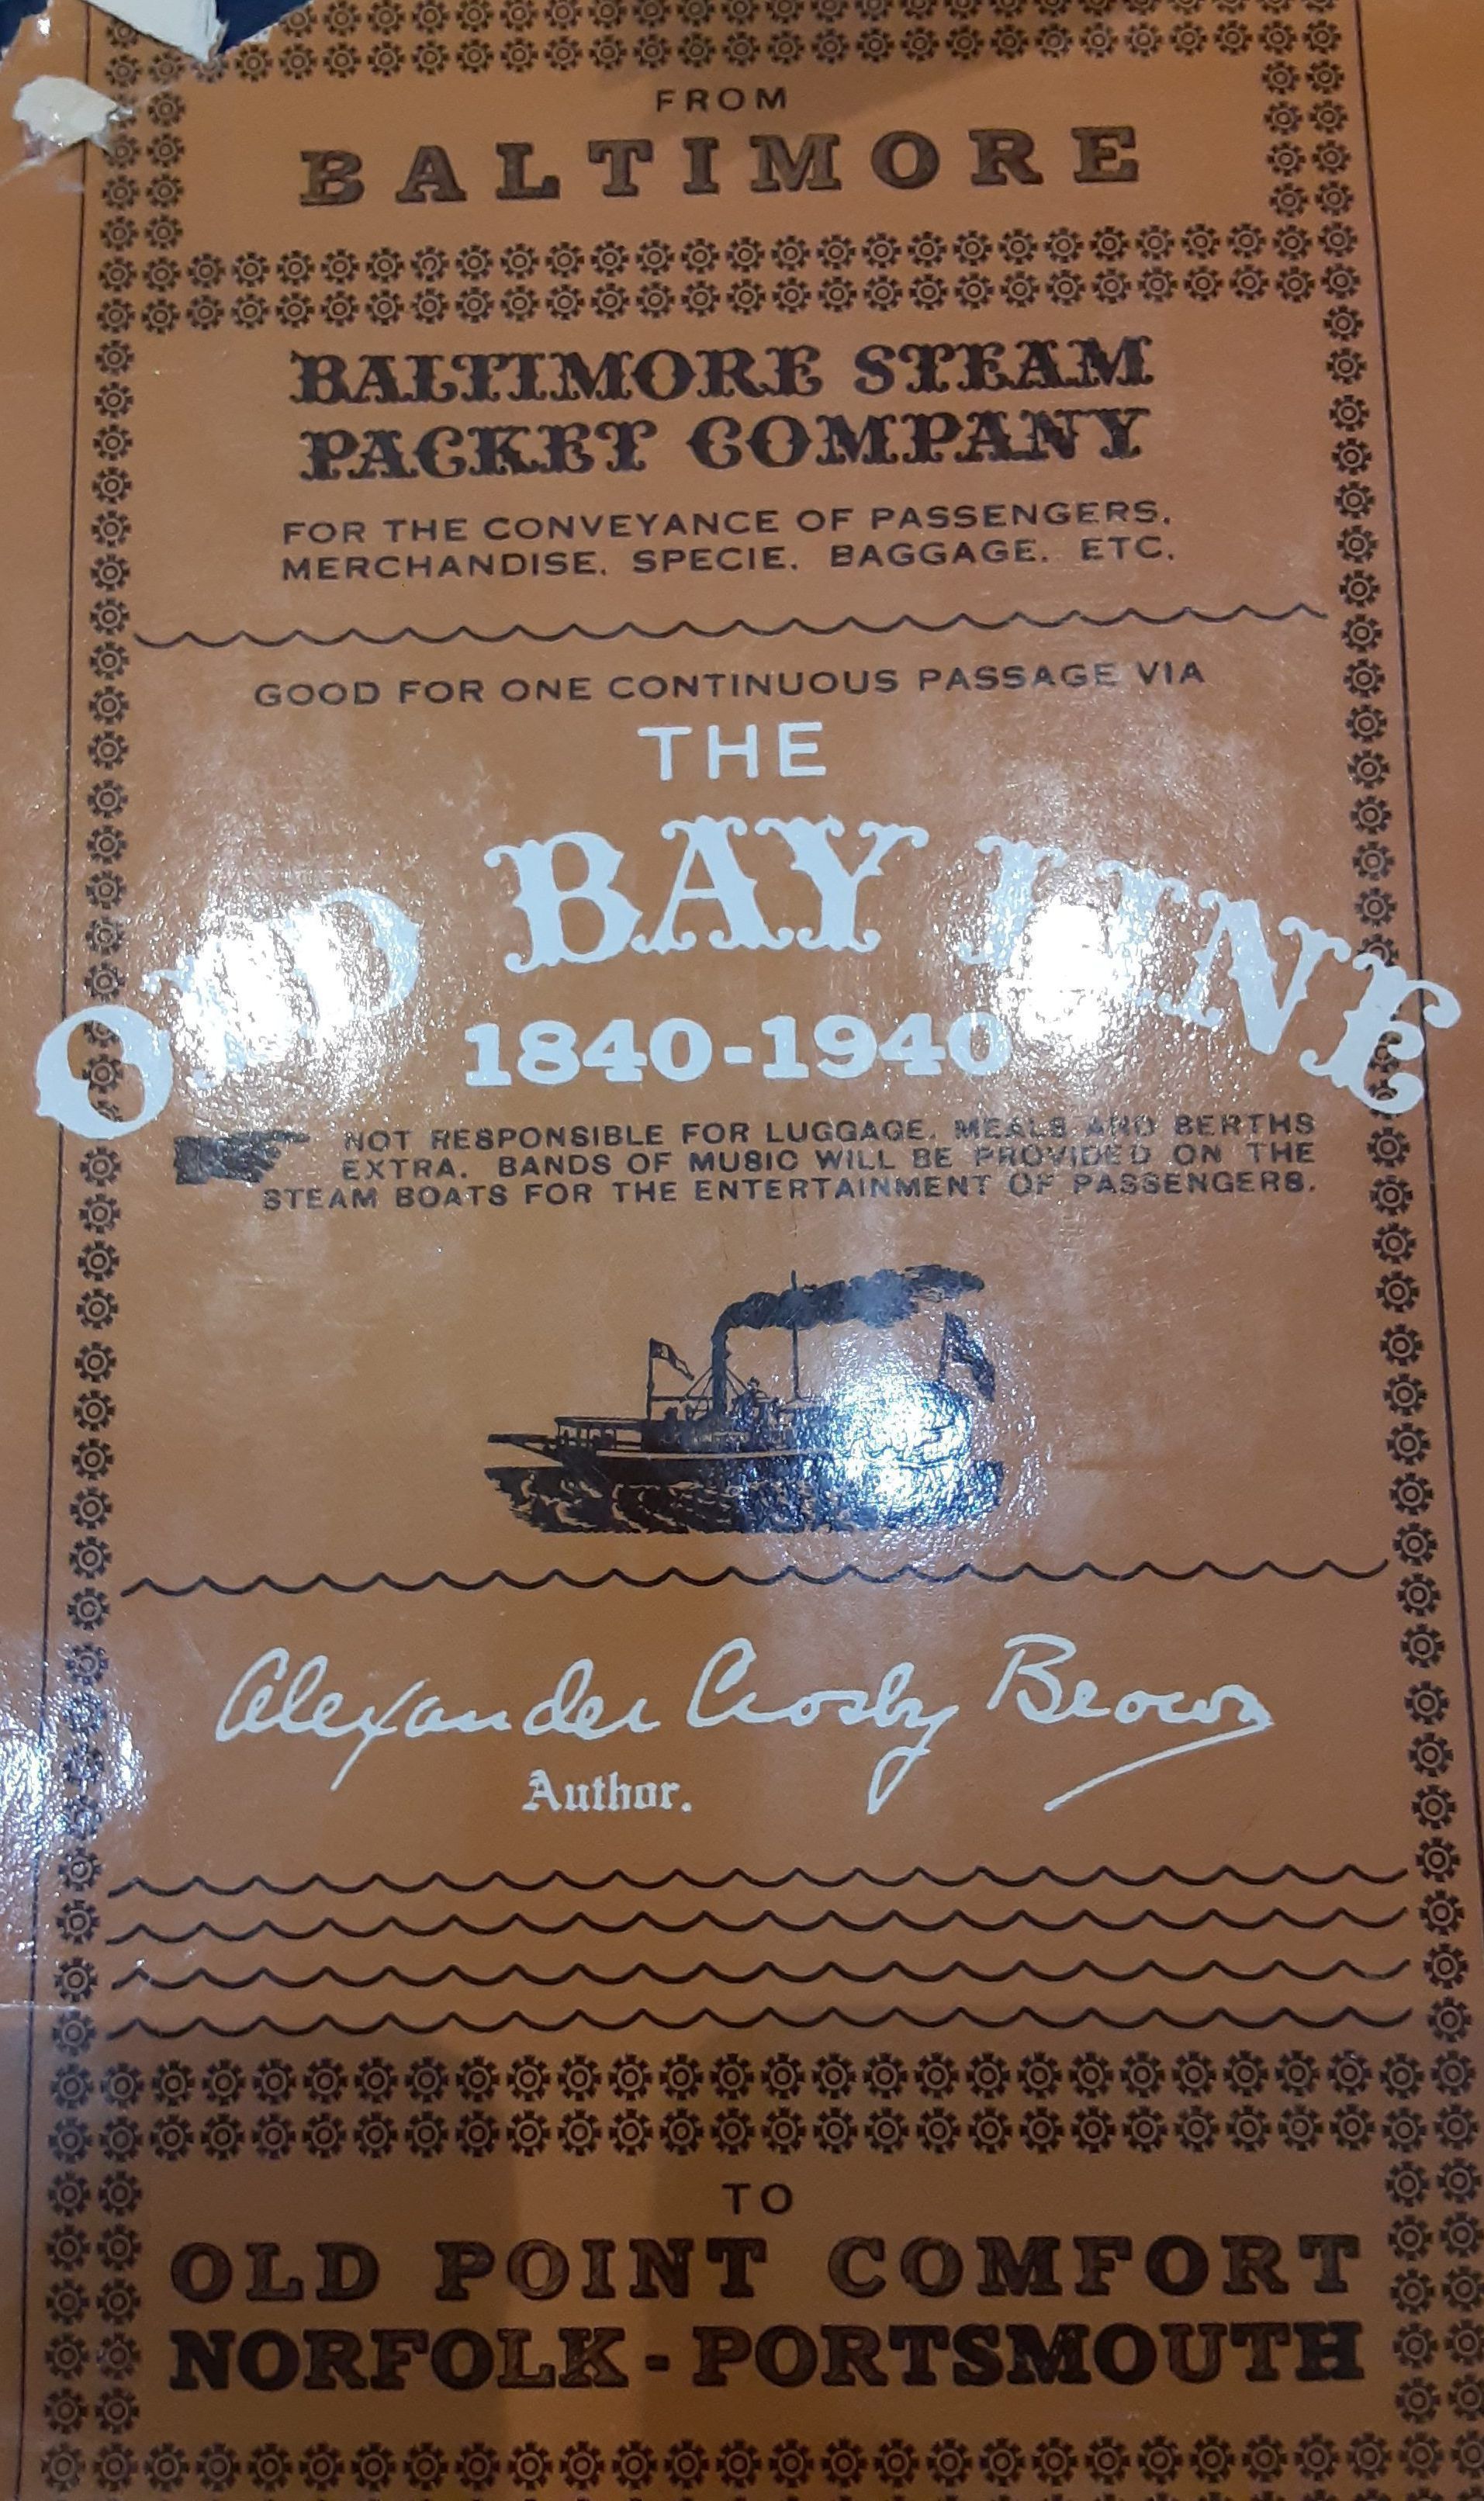 FROM
BALTIMORE
BALTIMORE STEAM
PACKET COMPANY
FOR THE CONVEYANCE OF PASSENGERS,
MERCHANDISE, SPECIE, BAGGAGE, ETC.
GOOD FOR ONE CONTINUOUS PASSAGE VIA
THE
OLD BAY LINE
1840-1940
NOT RESPONSIBLE FOR LUGGAGE. MEALS AND BERTHS
EXTRA. BANDS OF MUSIC WILL BE PROVIDED ON THE
STEAM BOATS FOR THE ENTERTAINMENT OF PASSENGERS.
Alexander Crosby Brown
Author.
TO
OLD POINT COMFORT
NORFOLK - PORTSMOUTH